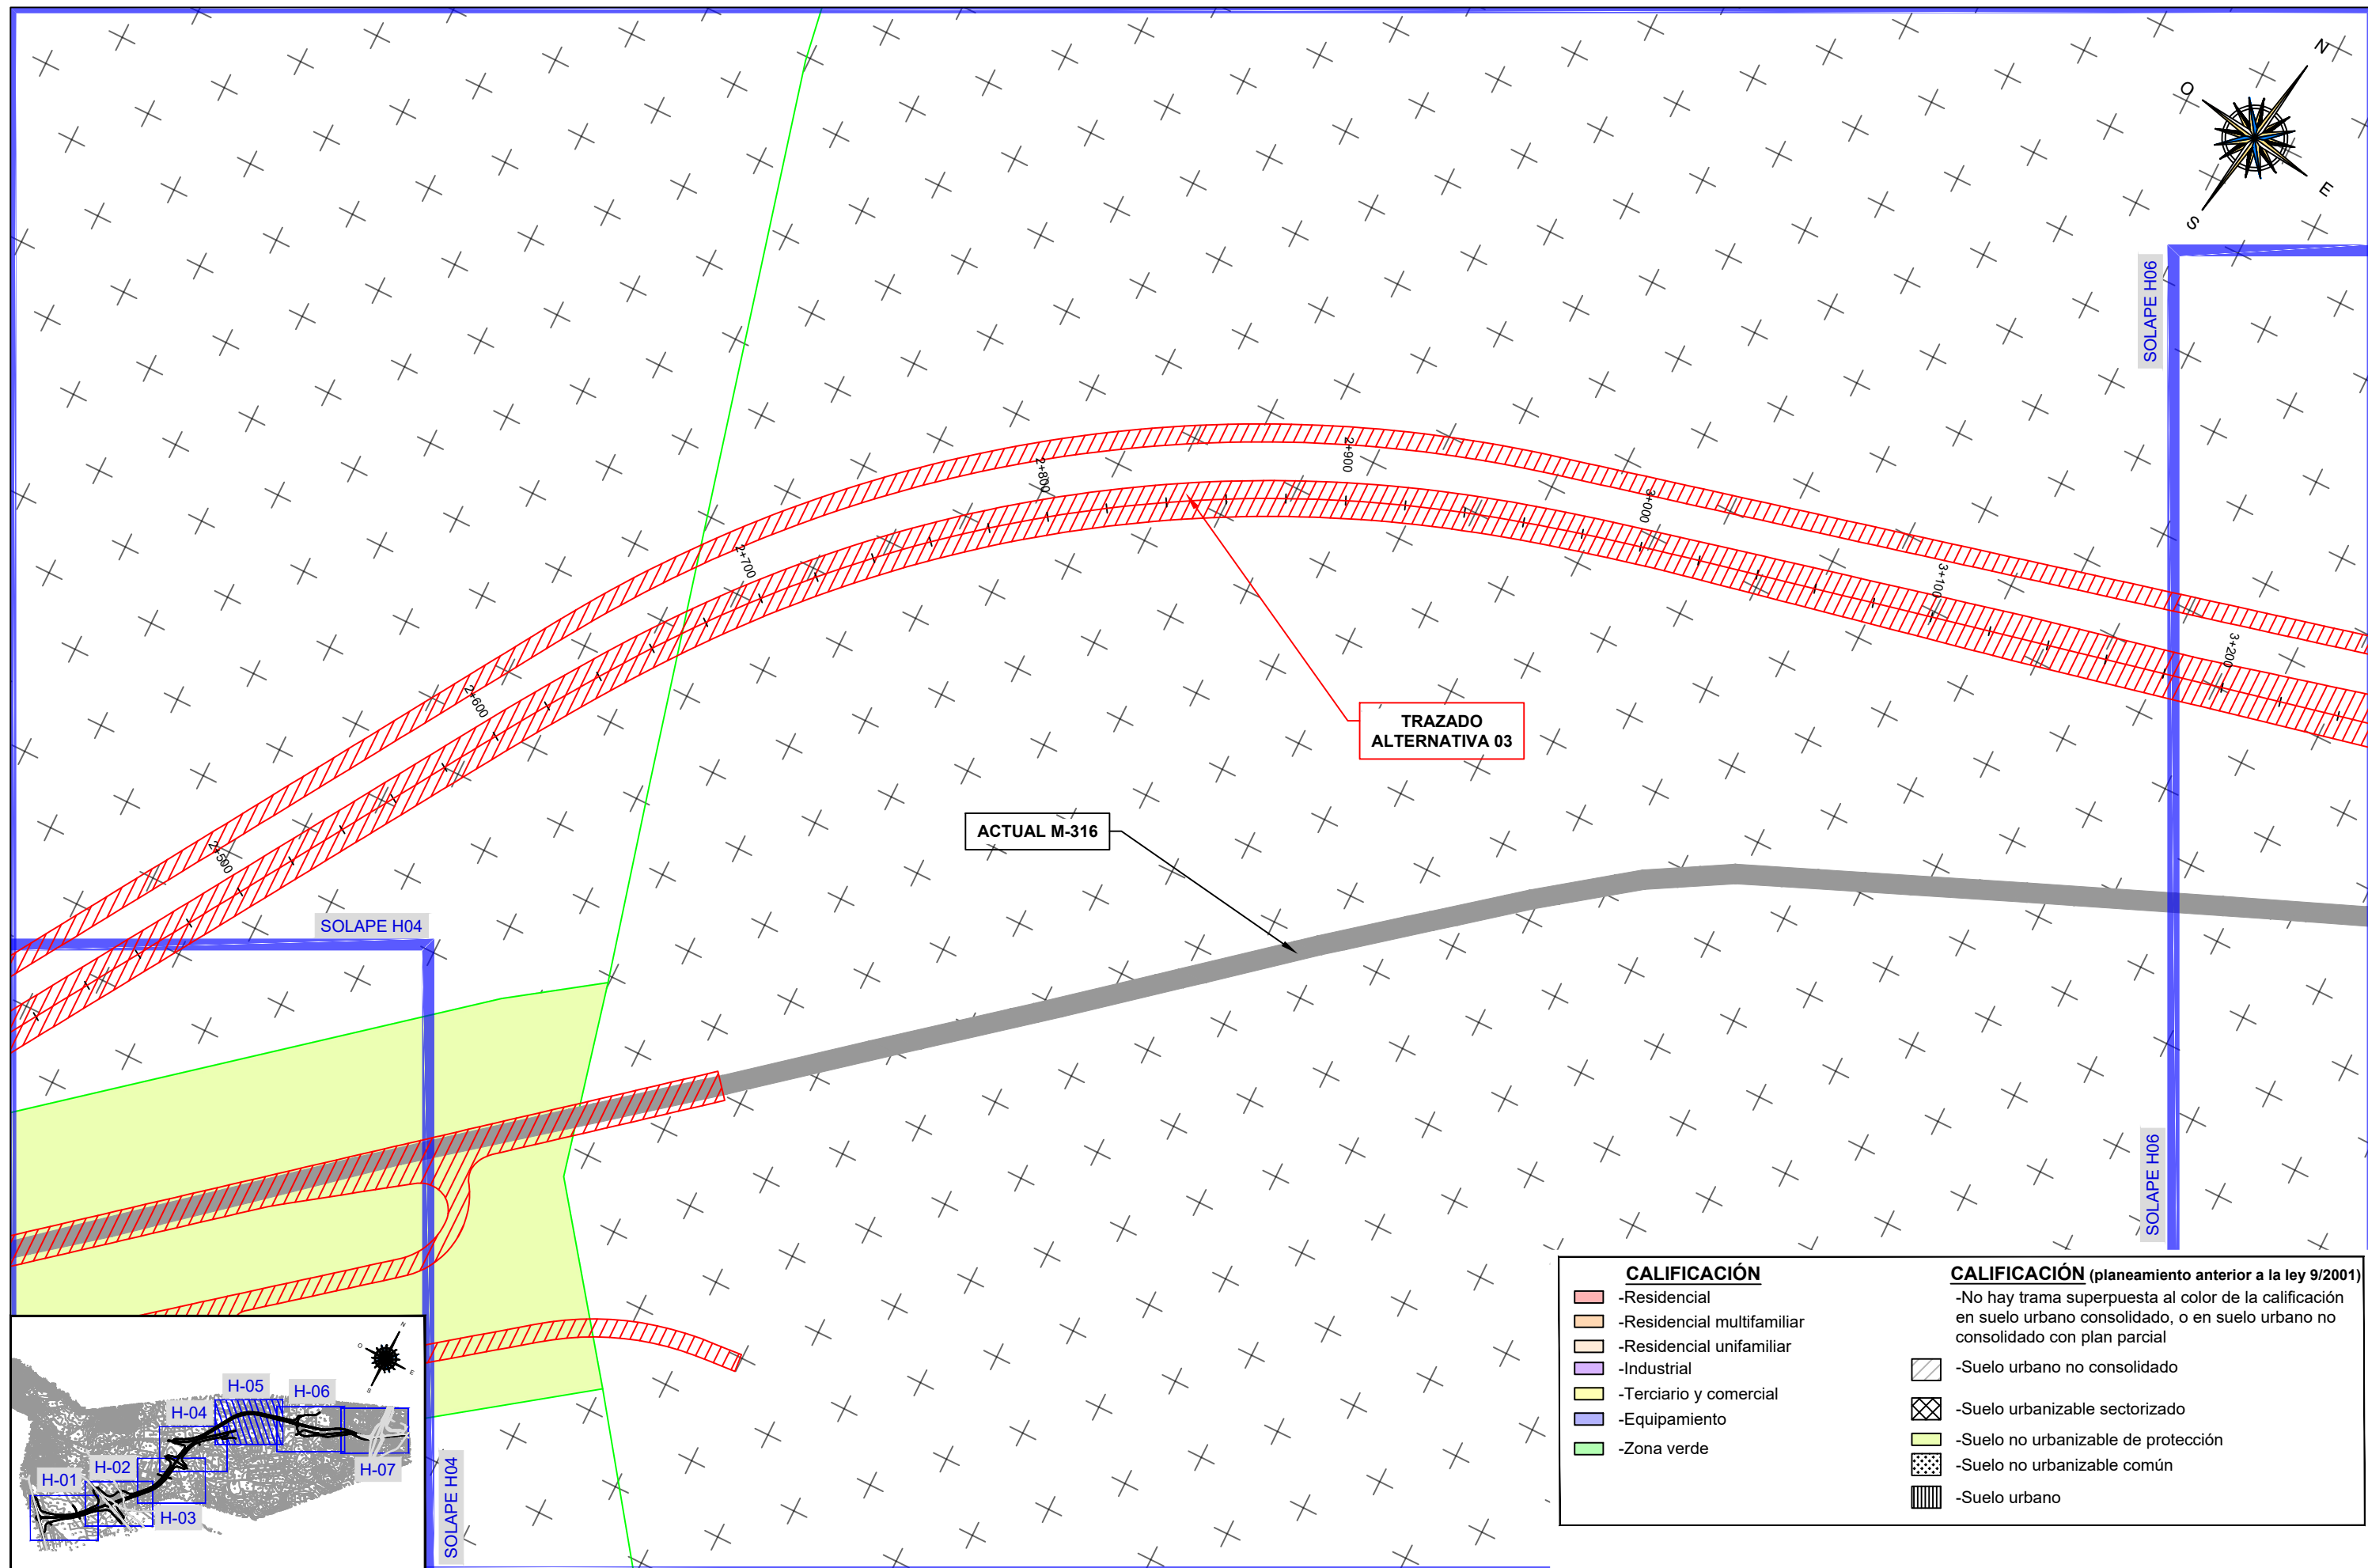 N
O
E
S
SOLAPE H06
2+900
2+800
3+000
2+700
3+100
3+200
2+600
TRAZADO
ALTERNATIVA 03
ACTUAL M-316
2+500
SOLAPE H04
SOLAPE H06
SOLAPE H04
N
O
E
S
H-05
H-06
H-04
H-02
H-01
H-07
H-03
CALIFICACIÓN
-Residencial
-Residencial multifamiliar
-Residencial unifamiliar
-Industrial
-Terciario y comercial
-Equipamiento
-Zona verde
CALIFICACIÓN (planeamiento anterior a la ley 9/2001)
-No hay trama superpuesta al color de la calificación
en suelo urbano consolidado, o en suelo urbano no
consolidado con plan parcial
-Suelo urbano no consolidado
-Suelo urbanizable sectorizado
-Suelo no urbanizable de protección
-Suelo no urbanizable común
-Suelo urbano